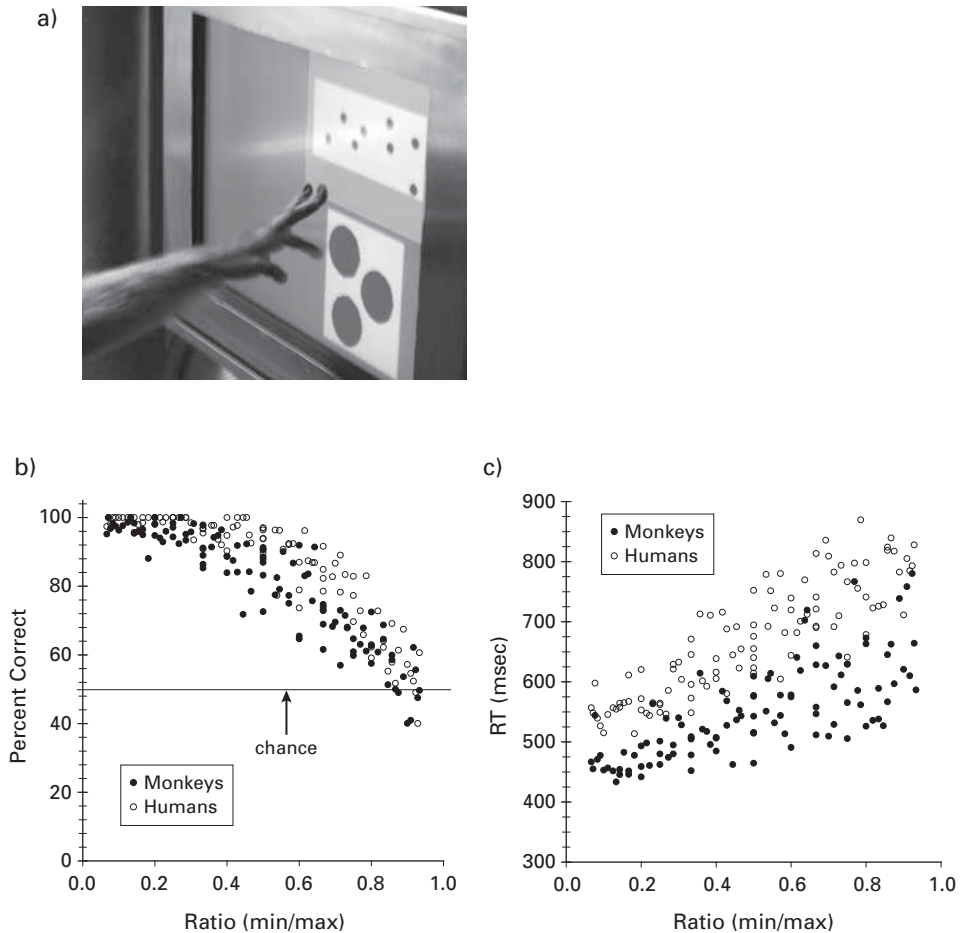 a)
b)
100
80
60
40
20
0
Percent Correct
chance
Monkeys
Humans
0.0 0.2 0.4 0.6 0.8 1.0
Ratio (min/max)
c)
900
800
700
600
500
400
300
RT (msec)
Monkeys
Humans
0.0 0.2 0.4 0.6 0.8 1.0
Ratio (min/max)